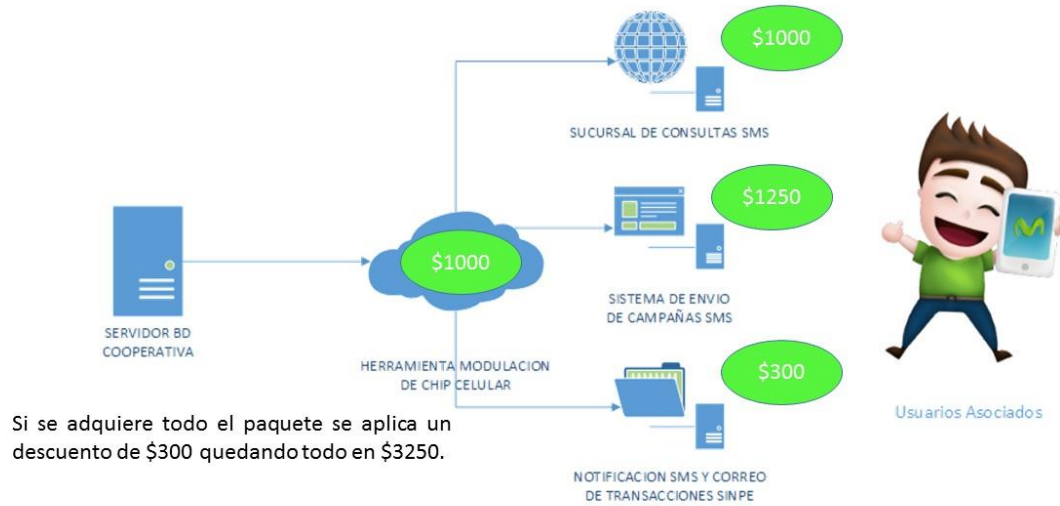 $1000
SUCURSAL DE CONSULTAS SMS
$1250
SISTEMA DE ENVIO
DE CAMPAÑAS SMS
$1000
SERVIDOR BD
COOPERATIVA
HERRAMIENTA MODULACION
DE CHIP CELULAR
$300
NOTIFICACION SMS Y CORREO
DE TRANSACCIONES SINPE
Usuarios Asociados
Si se adquiere todo el paquete se aplica un
descuento de $300 quedando todo en $3250.